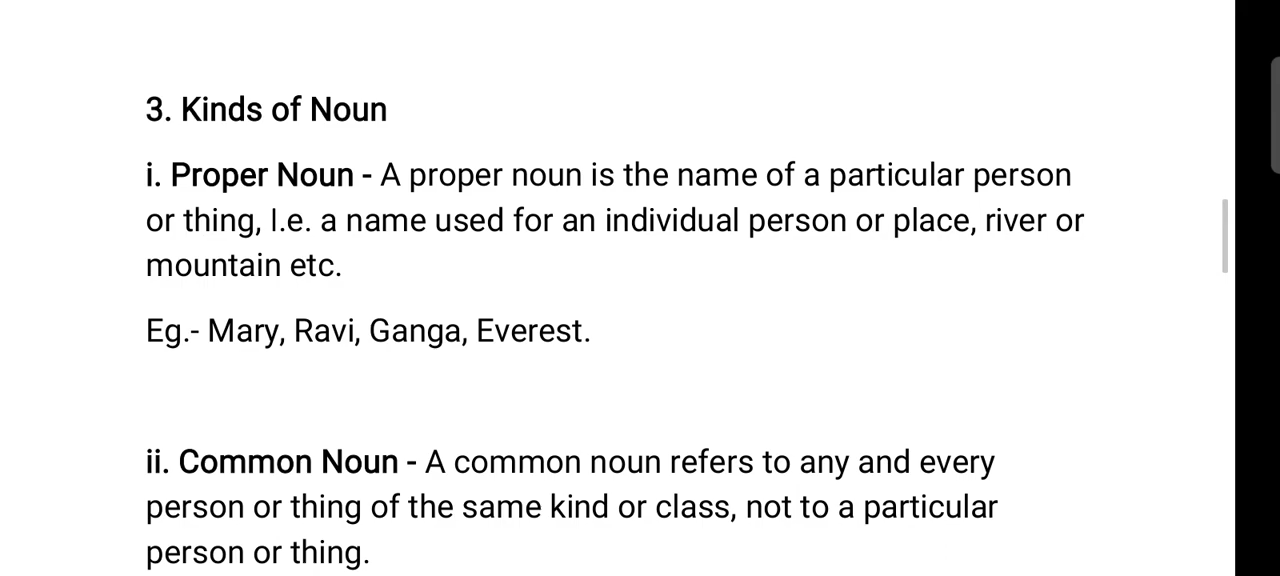 3. Kinds of Noun
i. Proper Noun - A proper noun is the name of a particular person
or thing, I.e. a name used for an individual person or place, river or
mountain etc.
Eg.- Mary, Ravi, Ganga, Everest.
ii. Common Noun - A common noun refers to any and every
person or thing of the same kind or class, not to a particular
person or thing.